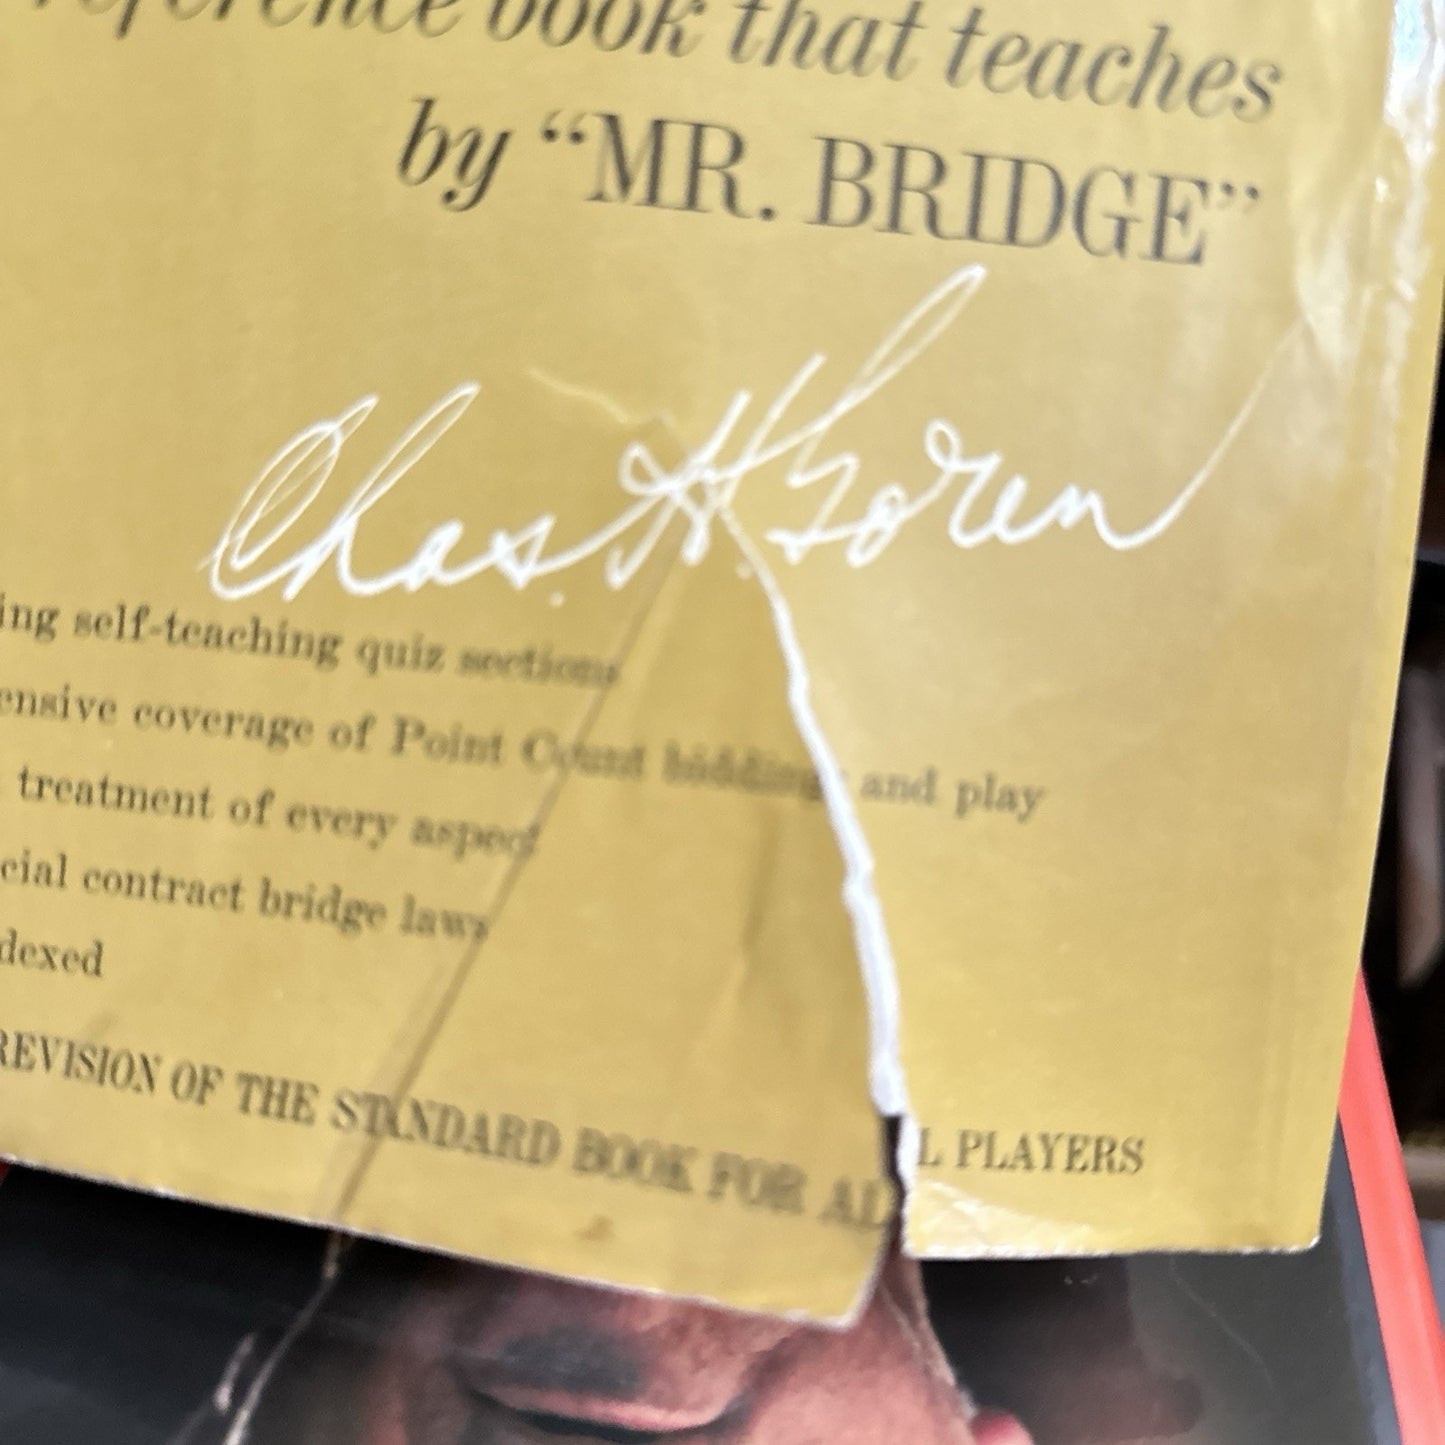 reference book that teaches
by “MR. BRIDGE”
Chas. H. Goren
ing self-teaching quiz sections
ensive coverage of Point Count bidding and play
treatment of every aspect
cial contract bridge laws
dexed
REVISION OF THE STANDARD BOOK FOR ALL PLAYERS